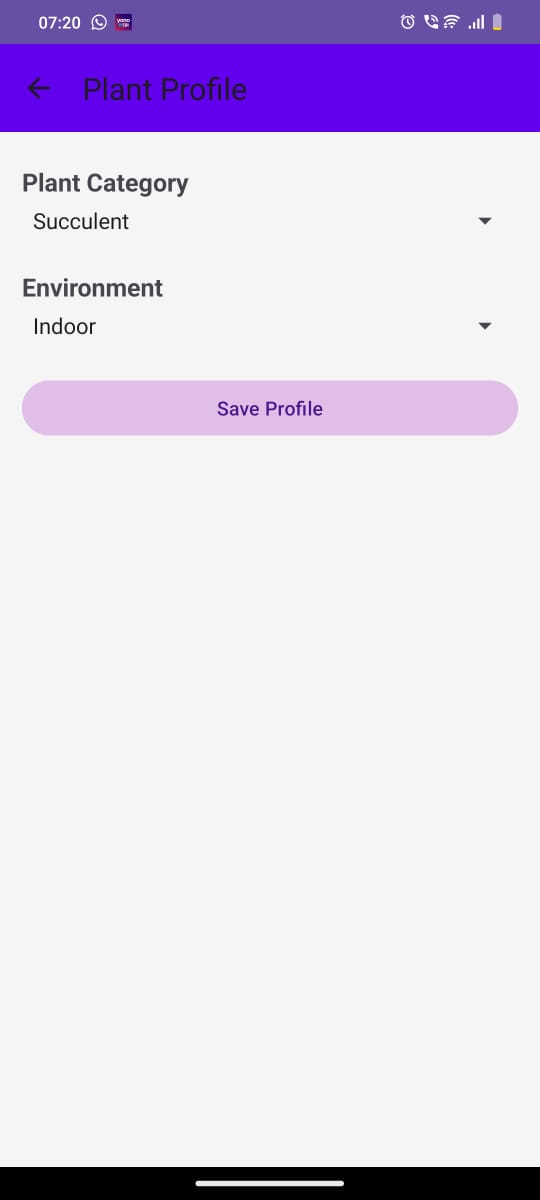 07:20
Plant Profile
Plant Category
Succulent
Environment
Indoor
Save Profile